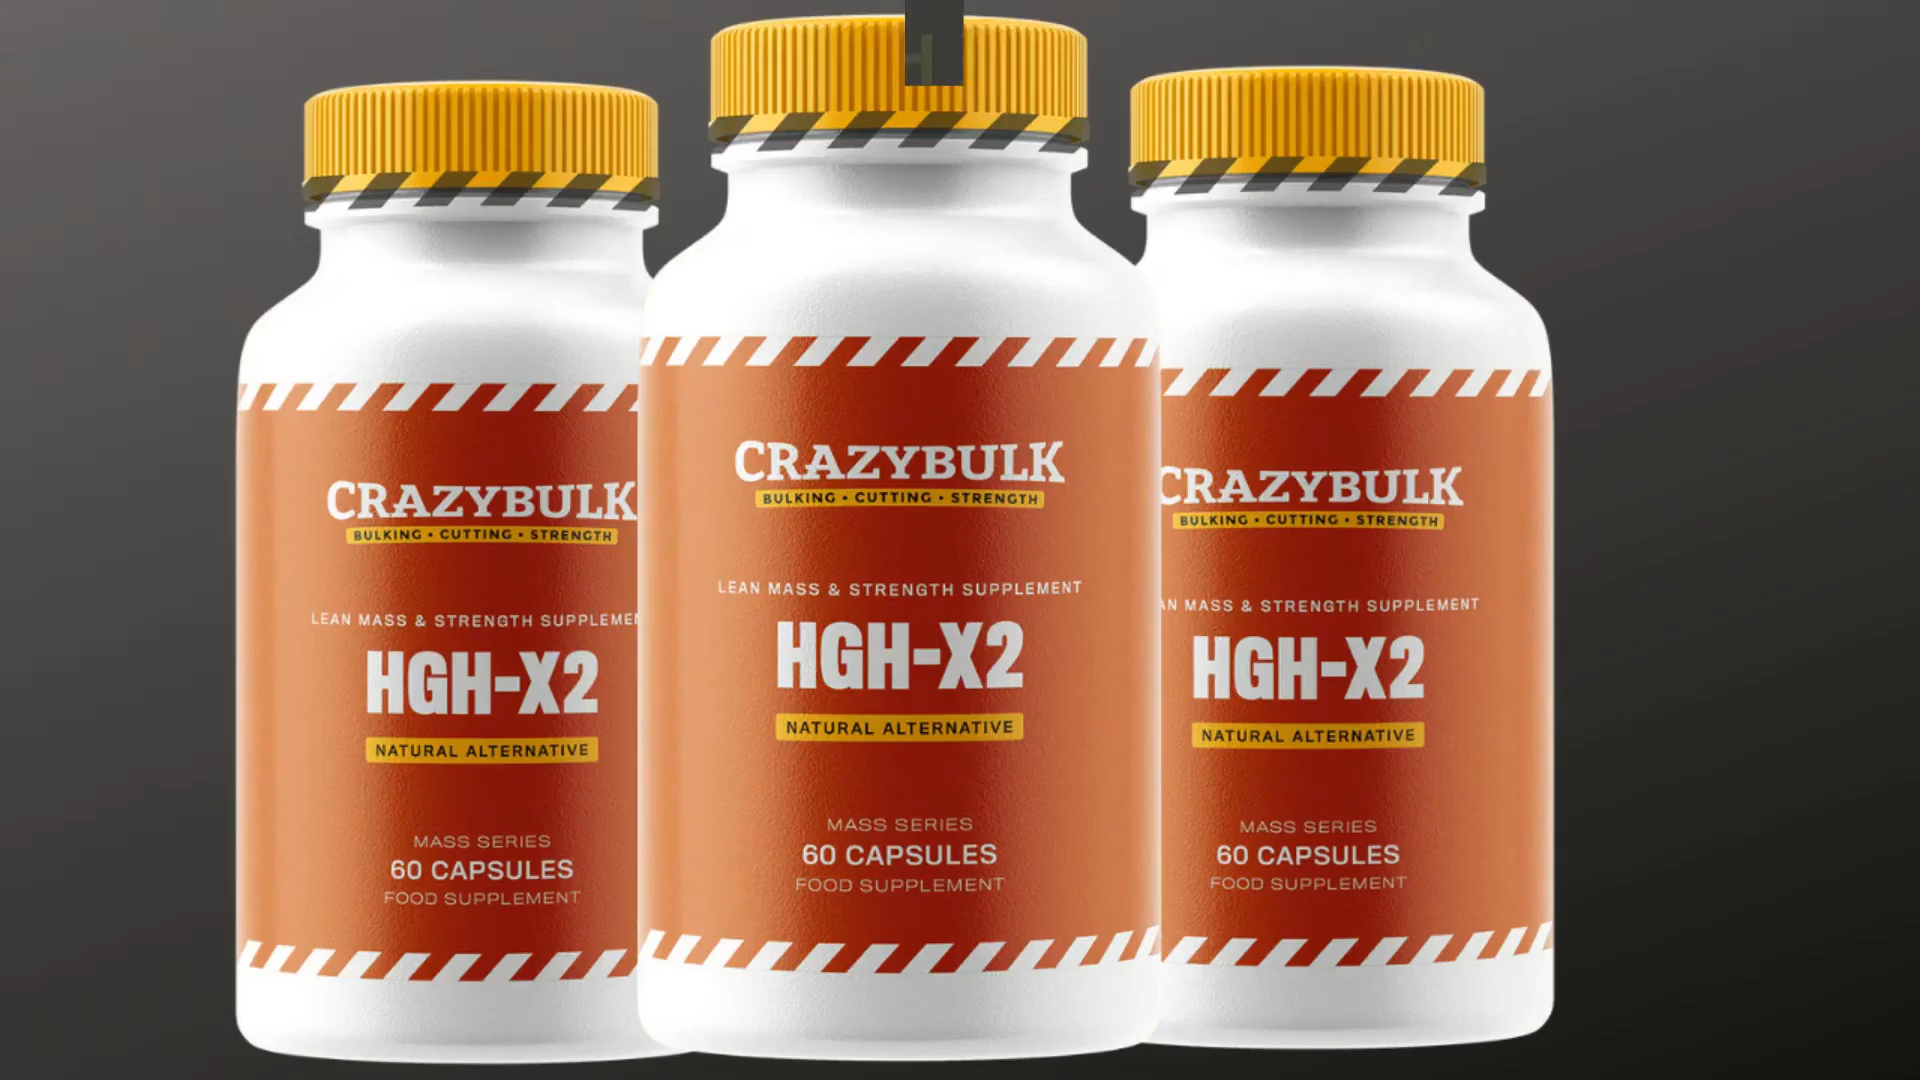 CRAZYBULK
BULKING • CUTTING • STRENGTH
LEAN MASS & STRENGTH SUPPLEMEN
HGH-X2
NATURAL ALTERNATIVE
MASS SERIES
60 CAPSULES
FOOD SUPPLEMENT
CRAZYBULK
BULKING • CUTTING • STRENGTH
LEAN MASS & STRENGTH SUPPLEMENT
HGH-X2
NATURAL ALTERNATIVE
MASS SERIES
60 CAPSULES
FOOD SUPPLEMENT
CRAZYBULK
BULKING • CUTTING • STRENGTH
AN MASS & STRENGTH SUPPLEMENT
HGH-X2
NATURAL ALTERNATIVE
MASS SERIES
60 CAPSULES
FOOD SUPPLEMENT